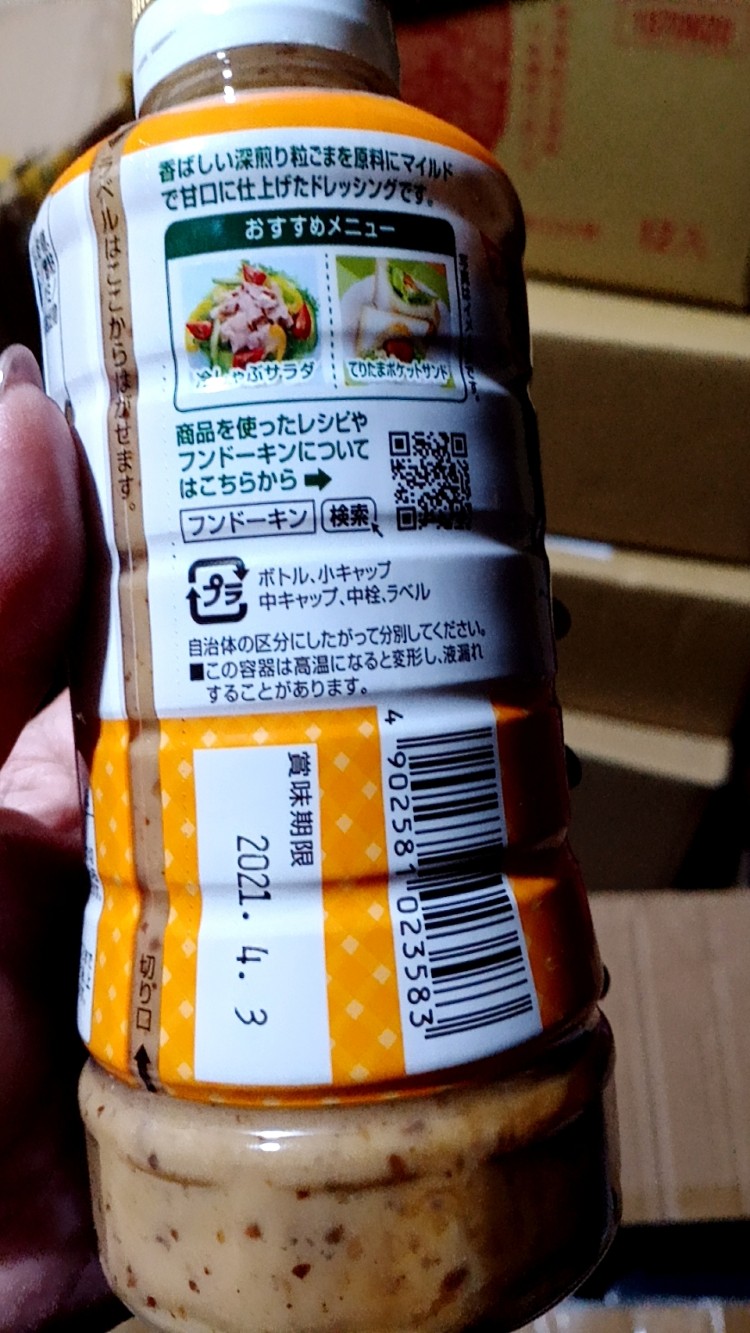 香ばしい深煎り粒ごまを原料にマイルド
で甘口に仕上げたドレッシングです。
おすすめメニュー
しゃぶサラダ
てりたまポケットサンド
商品を使ったレシピや
フンドーキンについて
はこちらから
フンドーキン 検索
プラ
ボトル、小キャップ
中キャップ、中栓、ラベル
自治体の区分にしたがって分別してください。
■この容器は高温になると変形し、液漏れ
することがあります。
賞味期限
2021. 4. 3
4 902581 023583
ラベルはここからはがせます。
切り口